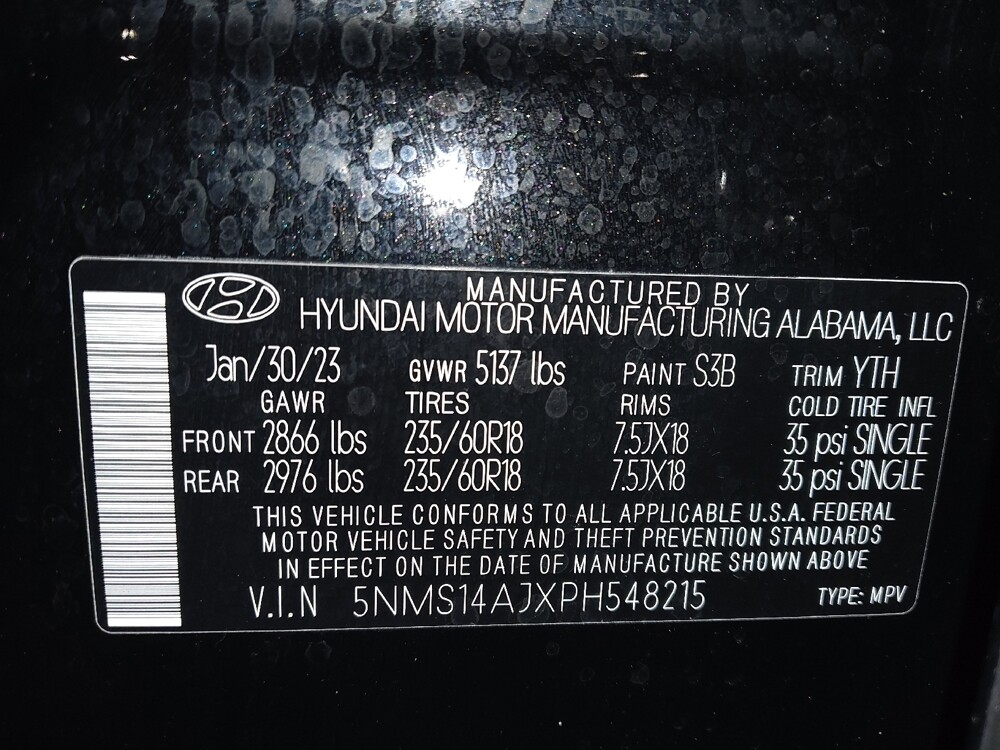 MANUFACTURED BY
HYUNDAI MOTOR MANUFACTURING ALABAMA, LLC
Jan/30/23 GVWR 5137 lbs PAINT S3B TRIM YTH
GAWR TIRES RIMS COLD TIRE INFL
FRONT 2866 lbs 235/60R18 7.5JX18 35 psi SINGLE
REAR 2976 lbs 235/60R18 7.5JX18 35 psi SINGLE
THIS VEHICLE CONFORMS TO ALL APPLICABLE U.S.A. FEDERAL
MOTOR VEHICLE SAFETY AND THEFT PREVENTION STANDARDS
IN EFFECT ON THE DATE OF MANUFACTURE SHOWN ABOVE
V.I.N 5NMS14AJXPH548215 TYPE: MPV